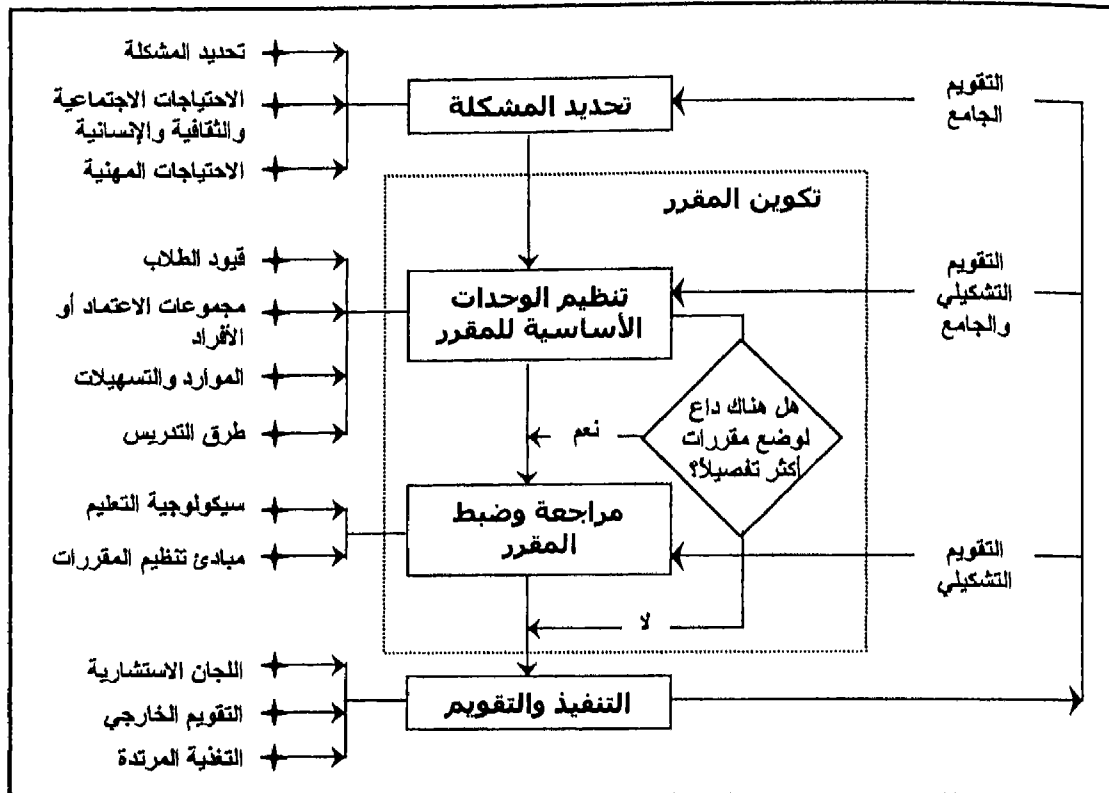 تحديد المشكلة
الاحتياجات الاجتماعية
والثقافية والإنسانية
الاحتياجات المهنية
تحديد المشكلة
التقويم
الجامع
تكوين المقرر
قيود الطلاب
مجموعات الاعتماد أو
الأفراد
الموارد والتسهيلات
طرق التدريس
تنظيم الوحدات
الأساسية للمقرر
التقويم
التشكيلي
والجامع
هل هناك داع
لوضع مقررات
أكثر تفصيلاً؟
نعم
سيكولوجية التعليم
مبادئ تنظيم المقررات
مراجعة وضبط
المقرر
التقويم
التشكيلي
لا
اللجان الاستشارية
التقويم الخارجي
التغذية المرتدة
التنفيذ والتقويم